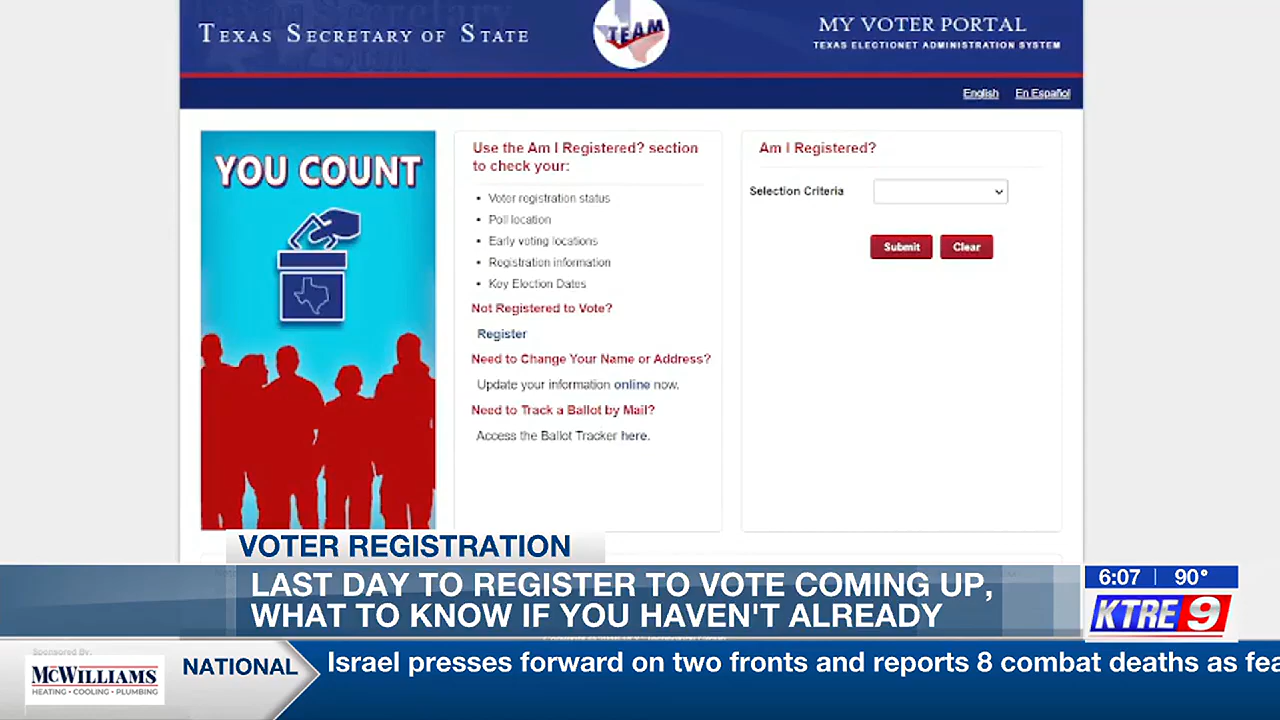 TEXAS SECRETARY OF STATE
TEAM
MY VOTER PORTAL
TEXAS ELECTIONET ADMINISTRATION SYSTEM
English En Español
YOU COUNT
Use the Am I Registered? section
to check your:
• Voter registration status
• Poll location
• Early voting locations
• Registration information
• Key Election Dates
Not Registered to Vote?
Register
Need to Change Your Name or Address?
Update your information online now.
Need to Track a Ballot by Mail?
Access the Ballot Tracker here.
Am I Registered?
Selection Criteria
Submit Clear
VOTER REGISTRATION
LAST DAY TO REGISTER TO VOTE COMING UP,
WHAT TO KNOW IF YOU HAVEN'T ALREADY
6:07 90°
KTRE 9
Sponsored By:
MCWILLIAMS
HEATING • COOLING • PLUMBING
NATIONAL
Israel presses forward on two fronts and reports 8 combat deaths as fea